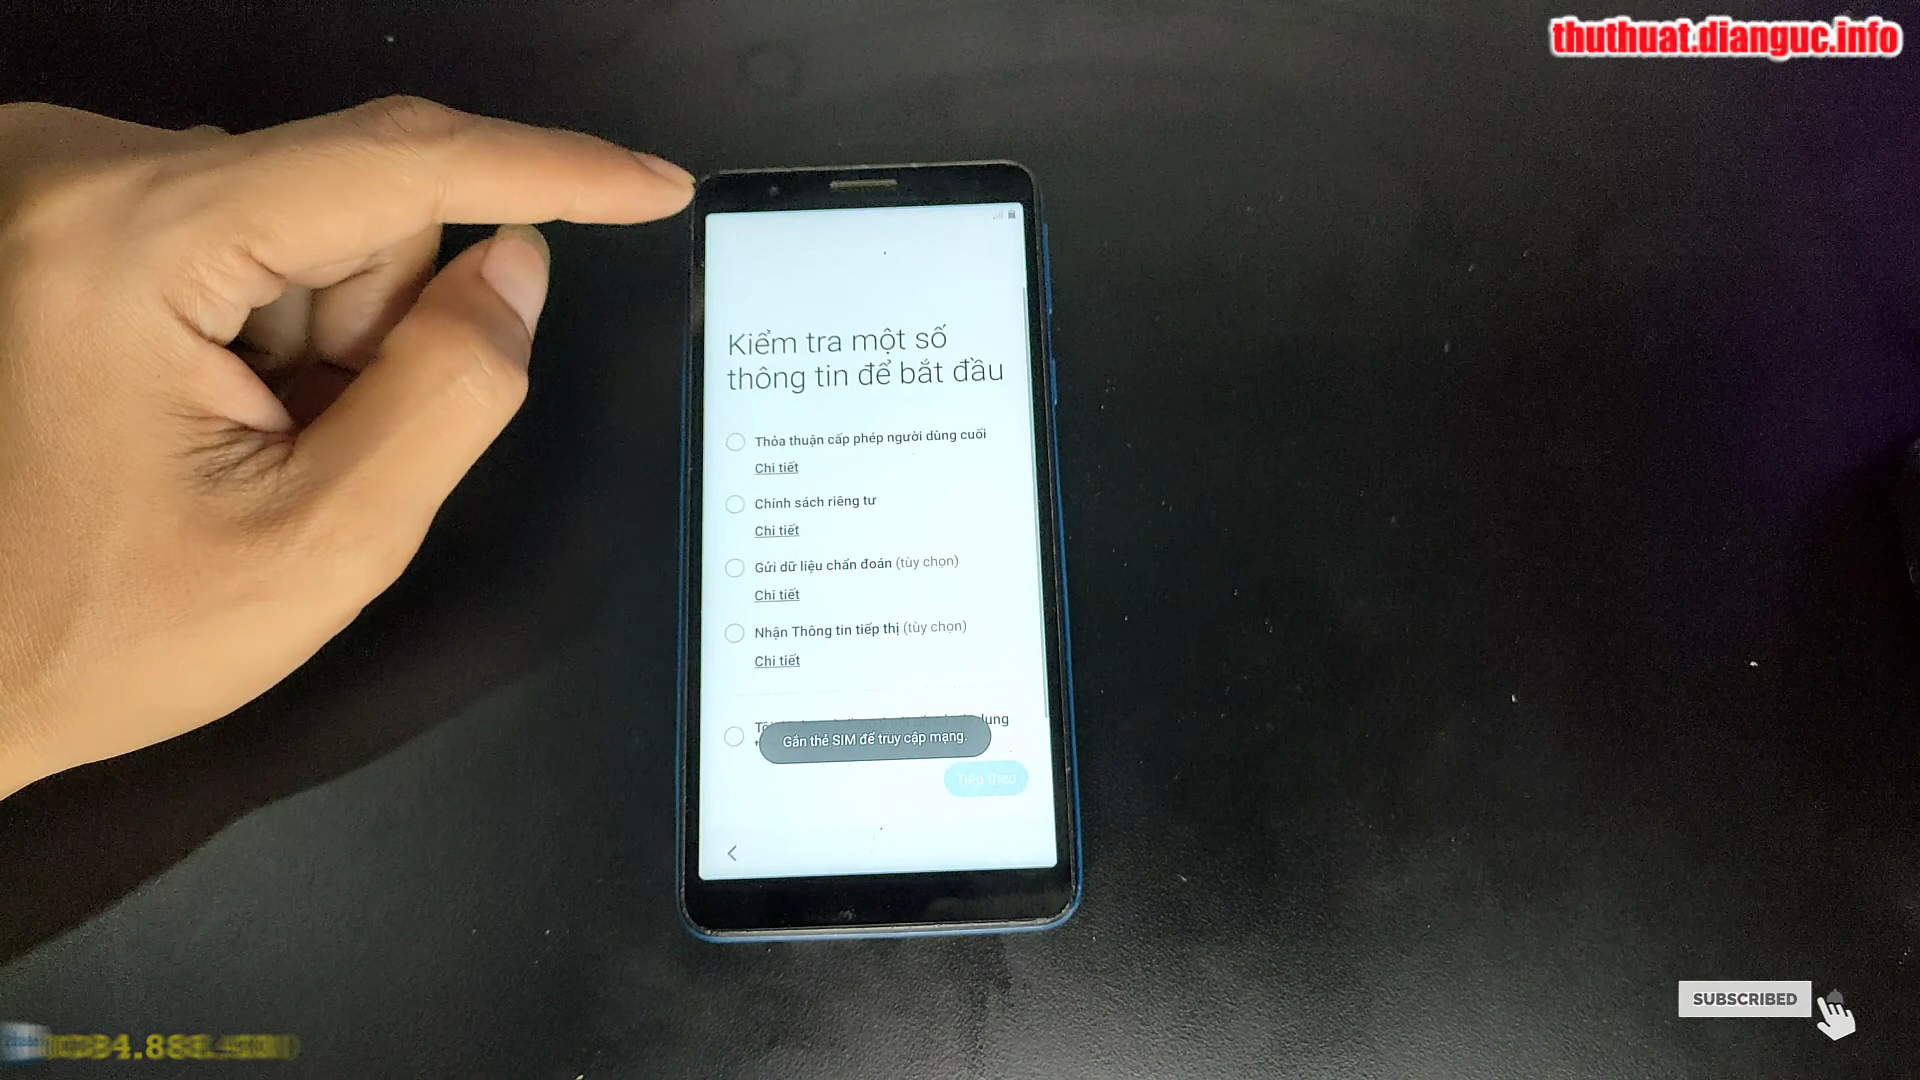 thuthuat.dianguc.info
Kiểm tra một số
thông tin để bắt đầu
Thỏa thuận cấp phép người dùng cuối
Chi tiết
Chính sách riêng tư
Chi tiết
Gửi dữ liệu chẩn đoán (tùy chọn)
Chi tiết
Nhận Thông tin tiếp thị (tùy chọn)
Chi tiết
Gắn thẻ SIM để truy cập mạng.
Tiếp theo
SUBSCRIBED